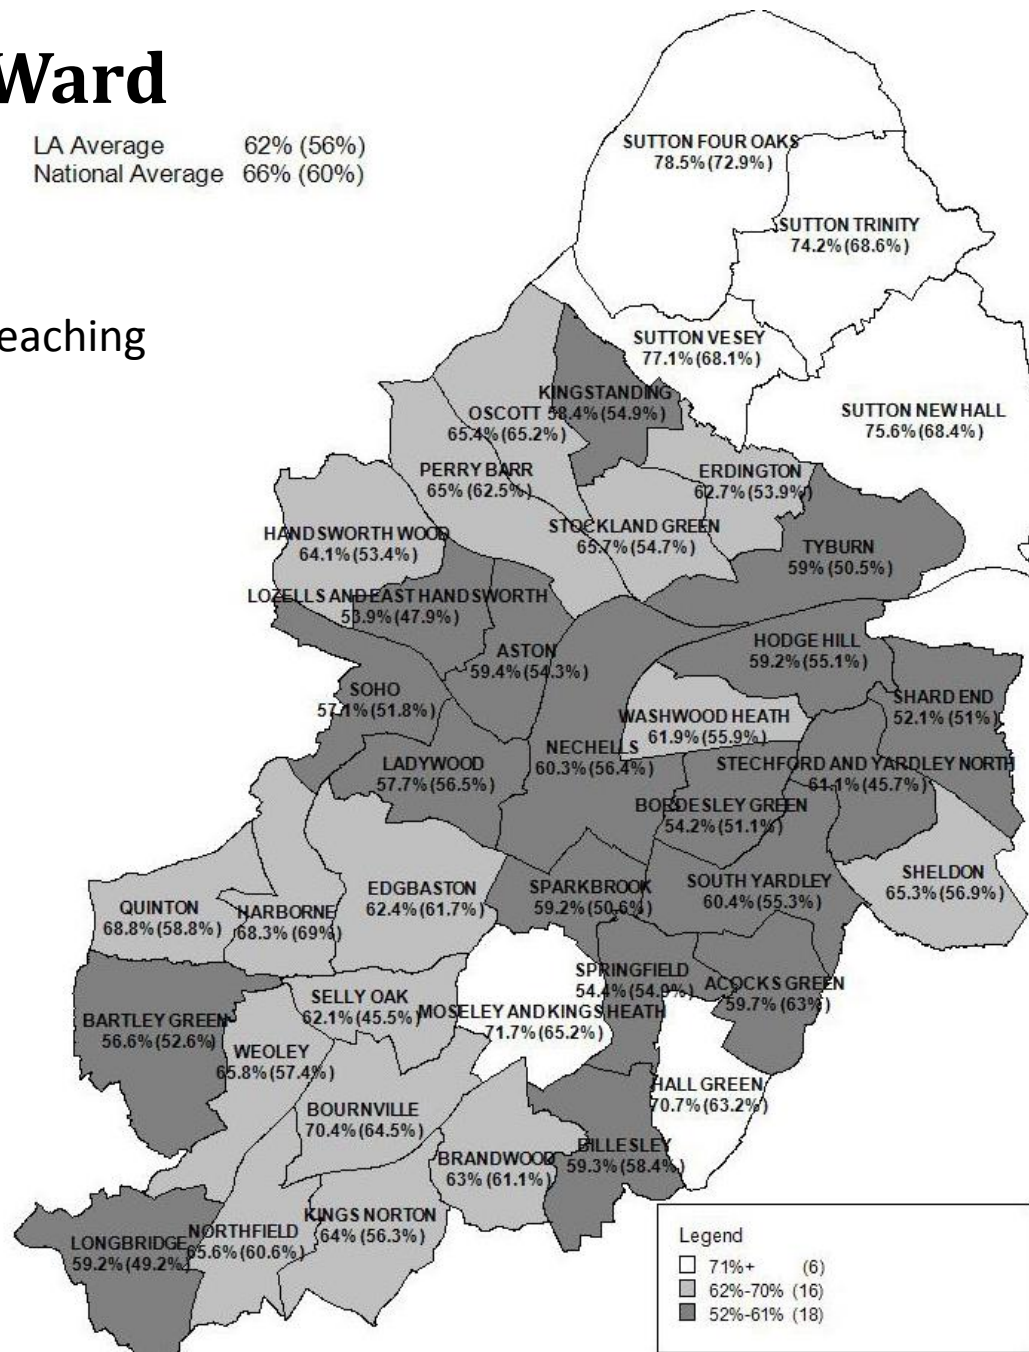 Ward
LA Average 62% (56%)
National Average 66% (60%)
eaching
SUTTON FOUR OAKS
78.5% (72.9%)
SUTTON TRINITY
74.2% (68.6%)
SUTTON VESEY
77.1% (68.1%)
SUTTON NEW HALL
75.6% (68.4%)
KINGSTANDING
58.4% (54.9%)
OSCOTT
65.4% (65.2%)
PERRY BARR
65% (62.5%)
ERDINGTON
62.7% (53.9%)
HANDSWORTH WOOD
64.1% (53.4%)
STOCKLAND GREEN
65.7% (54.7%)
TYBURN
59% (50.5%)
LOZELLS AND EAST HANDSWORTH
53.9% (47.9%)
ASTON
59.4% (54.3%)
HODGE HILL
59.2% (55.1%)
SOHO
57.1% (51.8%)
SHARD END
52.1% (51%)
WASHWOOD HEATH
61.9% (55.9%)
LADYWOOD
57.7% (56.5%)
NECHELLS
60.3% (56.4%)
STECHFORD AND YARDLEY NORTH
61.1% (45.7%)
BORDESLEY GREEN
54.2% (51.1%)
SHELDON
65.3% (56.9%)
EDGBASTON
62.4% (61.7%)
SPARKBROOK
59.2% (50.6%)
SOUTH YARDLEY
60.4% (55.3%)
QUINTON
68.8% (58.8%)
HARBORNE
68.3% (69%)
SPRINGFIELD
54.4% (54.9%)
ACOCKS GREEN
59.7% (63%)
SELLY OAK
62.1% (45.5%)
MOSELEY AND KINGS HEATH
71.7% (65.2%)
BARTLEY GREEN
56.6% (52.6%)
WEOLEY
65.8% (57.4%)
HALL GREEN
70.7% (63.2%)
BOURNVILLE
70.4% (64.5%)
BRANDWOOD
63% (61.1%)
BILLESLEY
59.3% (58.4%)
KINGS NORTON
64% (56.3%)
NORTHFIELD
65.6% (60.6%)
LONGBRIDGE
59.2% (49.2%)
Legend
71%+ (6)
62%-70% (16)
52%-61% (18)